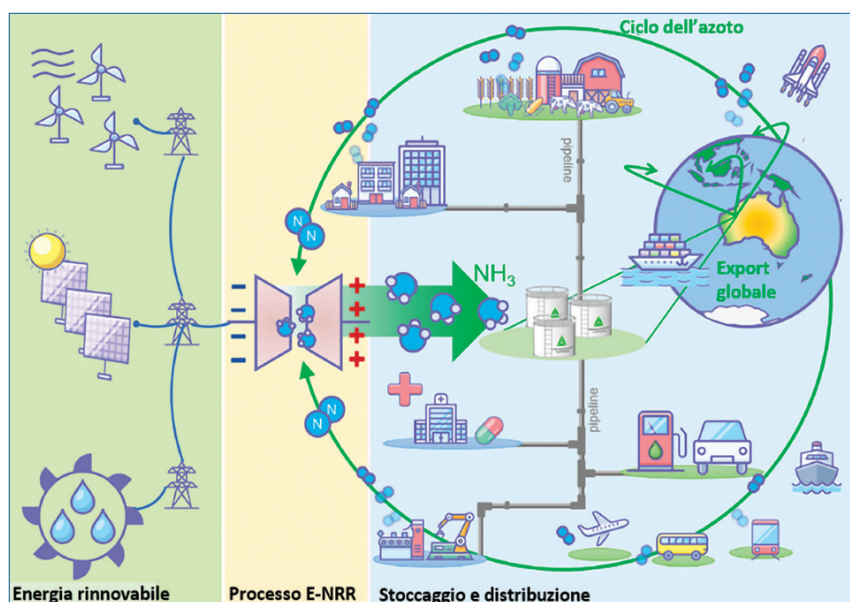 Ciclo dell'azoto
pipeline
N
N
NH₃
Export
globale
N
N
pipeline
Energia rinnovabile
Processo E-NRR
Stoccaggio e distribuzione